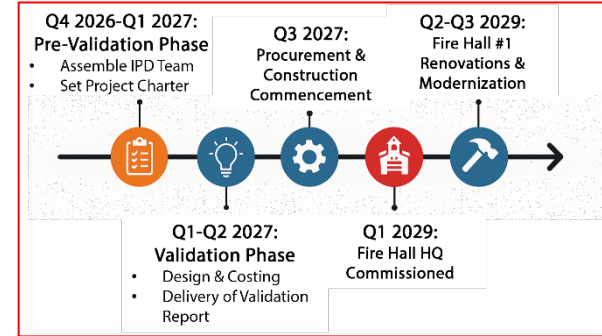 Q4 2026-Q1 2027:
Pre-Validation Phase
• Assemble IPD Team
• Set Project Charter
Q3 2027:
Procurement &
Construction
Commencement
Q2-Q3 2029:
Fire Hall #1
Renovations &
Modernization
Q1-Q2 2027:
Validation Phase
• Design & Costing
• Delivery of Validation
Report
Q1 2029:
Fire Hall HQ
Commissioned